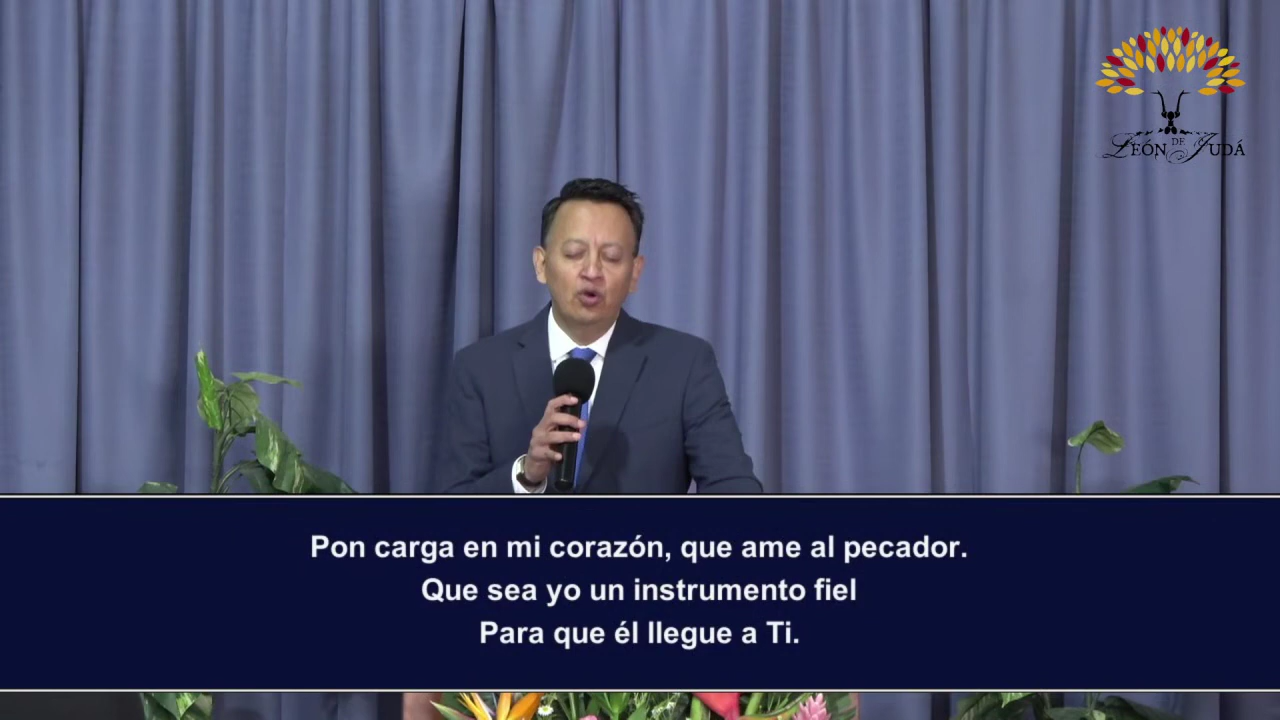 LEÓN DE JUDÁ
Pon carga en mi corazón, que ame al pecador.
Que sea yo un instrumento fiel
Para que él llegue a Ti.